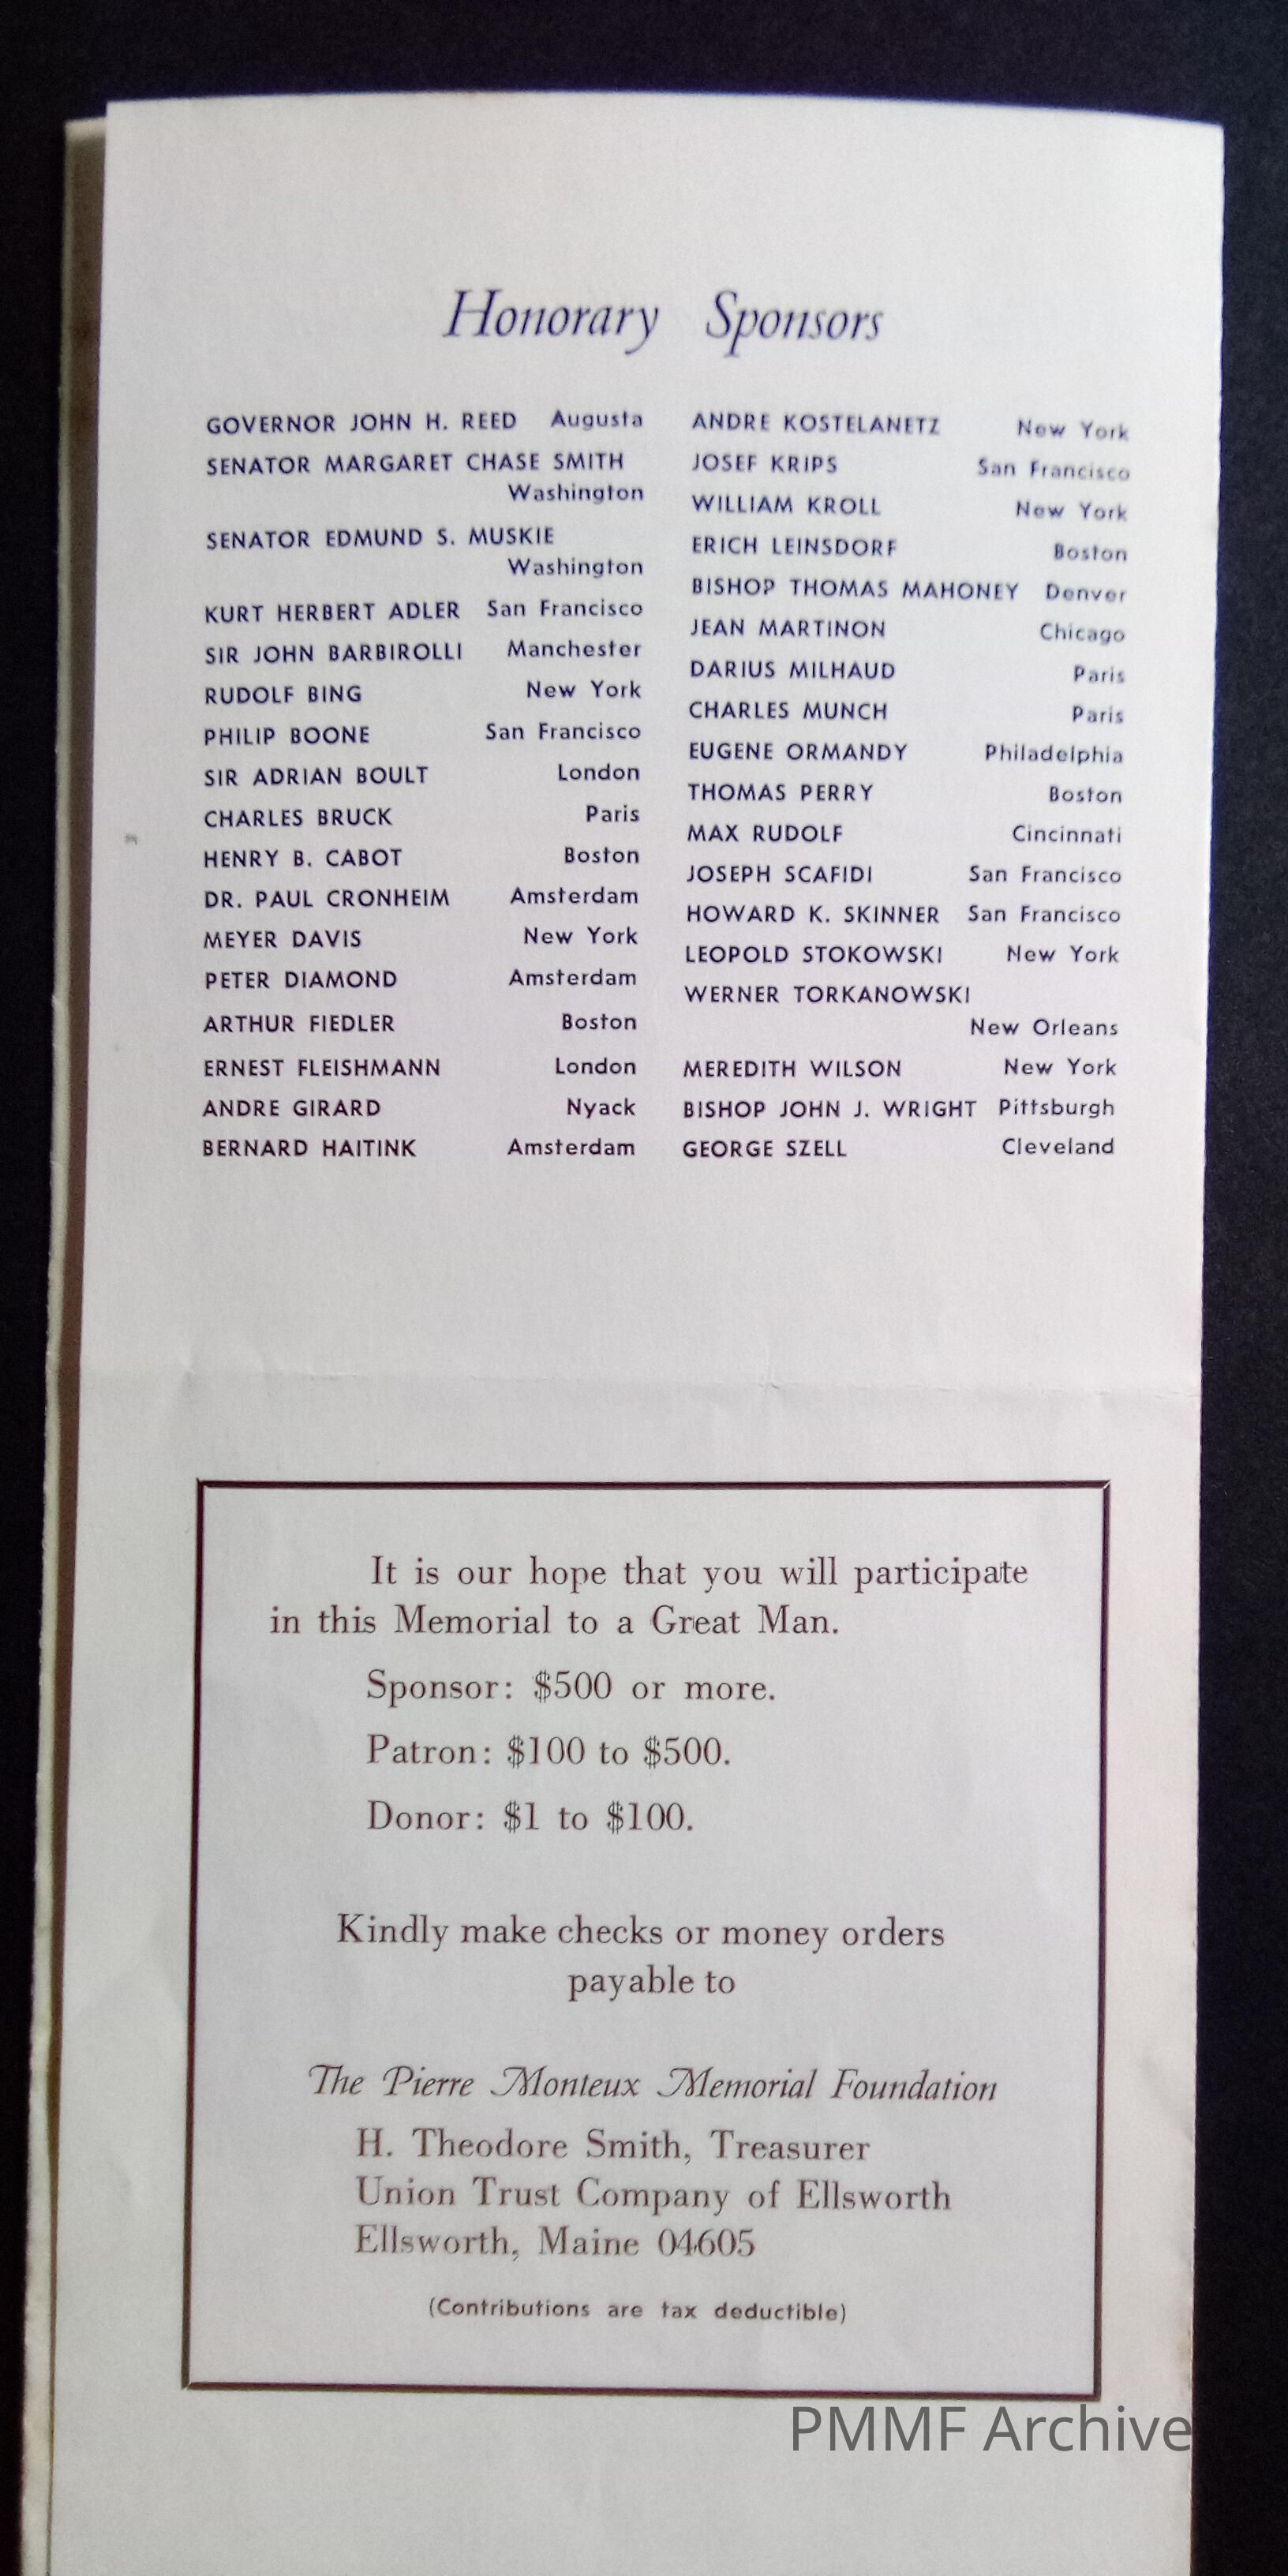 Honorary Sponsors
GOVERNOR JOHN H. REED Augusta
SENATOR MARGARET CHASE SMITH
Washington
SENATOR EDMUND S. MUSKIE
Washington
KURT HERBERT ADLER San Francisco
SIR JOHN BARBIROLLI Manchester
RUDOLF BING New York
PHILIP BOONE San Francisco
SIR ADRIAN BOULT London
CHARLES BRUCK Paris
HENRY B. CABOT Boston
DR. PAUL CRONHEIM Amsterdam
MEYER DAVIS New York
PETER DIAMOND Amsterdam
ARTHUR FIEDLER Boston
ERNEST FLEISHMANN London
ANDRE GIRARD Nyack
BERNARD HAITINK Amsterdam
ANDRE KOSTELANETZ New York
JOSEF KRIPS San Francisco
WILLIAM KROLL New York
ERICH LEINSDORF Boston
BISHOP THOMAS MAHONEY Denver
JEAN MARTINON Chicago
DARIUS MILHAUD Paris
CHARLES MUNCH Paris
EUGENE ORMANDY Philadelphia
THOMAS PERRY Boston
MAX RUDOLF Cincinnati
JOSEPH SCAFIDI San Francisco
HOWARD K. SKINNER San Francisco
LEOPOLD STOKOWSKI New York
WERNER TORKANOWSKI
New Orleans
MEREDITH WILSON New York
BISHOP JOHN J. WRIGHT Pittsburgh
GEORGE SZELL Cleveland
It is our hope that you will participate
in this Memorial to a Great Man.
Sponsor: $500 or more.
Patron: $100 to $500.
Donor: $1 to $100.
Kindly make checks or money orders
payable to
The Pierre Monteux Memorial Foundation
H. Theodore Smith, Treasurer
Union Trust Company of Ellsworth
Ellsworth, Maine 04605
(Contributions are tax deductible)
PMMF Archive